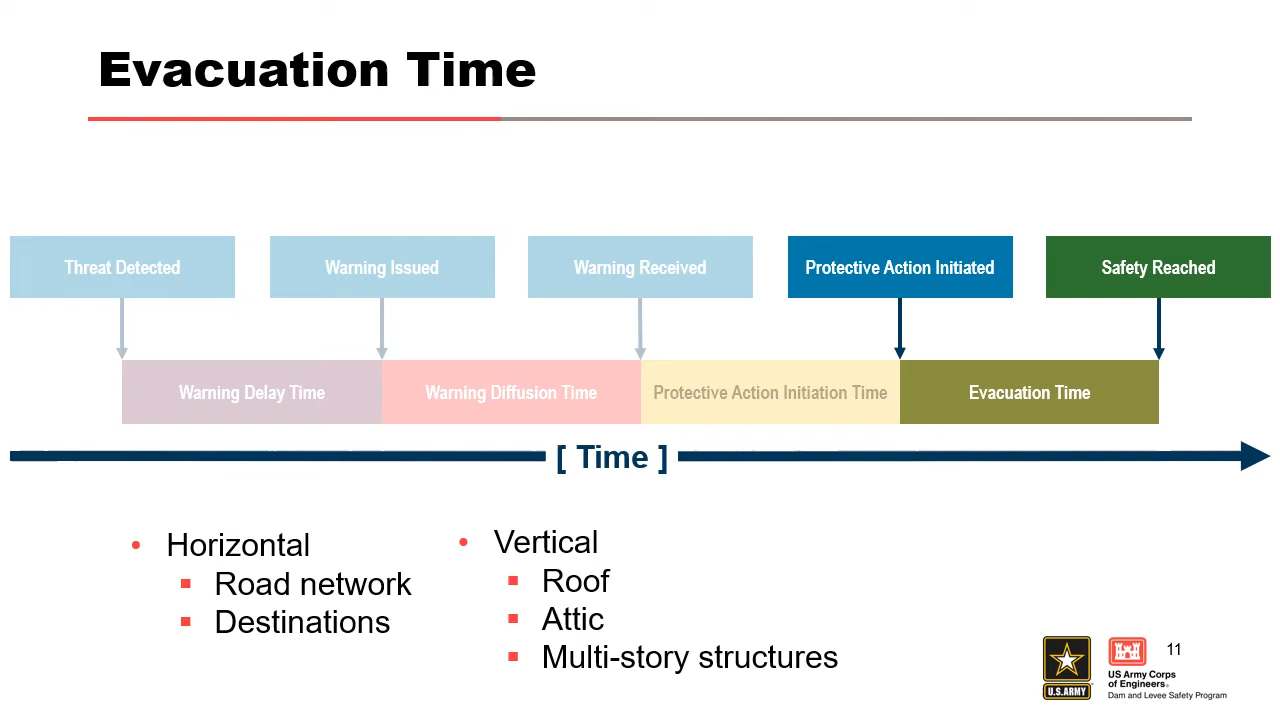 Evacuation Time
Threat Detected
Warning Issued
Warning Received
Protective Action Initiated
Safety Reached
Warning Delay Time
Warning Diffusion Time
Protective Action Initiation Time
Evacuation Time
[ Time ]
• Horizontal
▪ Road network
▪ Destinations
• Vertical
▪ Roof
▪ Attic
▪ Multi-story structures
U.S.ARMY
US Army Corps
of Engineers®
Dam and Levee Safety Program
11